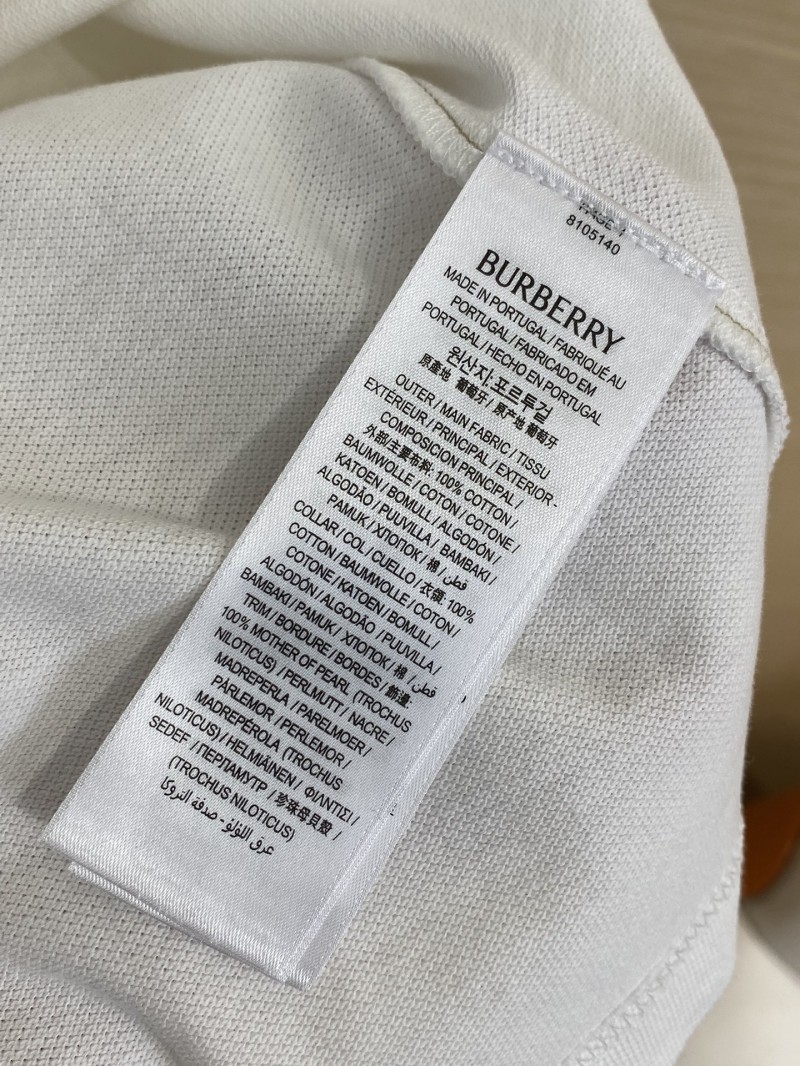 PAGE 1
8105140
BURBERRY
MADE IN PORTUGAL / FABRIQUÉ AU
PORTUGAL / FABRICADO EM
PORTUGAL / HECHO EN PORTUGAL
원산지:포르투갈
原產地 葡萄牙 / 原产地 葡萄牙
OUTER / MAIN FABRIC / TISSU
EXTÉRIEUR / PRINCIPAL / EXTERIOR -
COMPOSICION PRINCIPAL /
外部/主要布料: 100% COTTON /
BAUMWOLLE / COTON / COTONE /
KATOEN / BOMULL / ALGODÓN /
ALGODÃO / PUUVILLA / ΒΑΜΒΑΚΙ /
PAMUK / ХЛОПОК / 棉 / قطن
COLLAR / COL / CUELLO / 衣領: 100%
COTTON / BAUMWOLLE / COTON /
COTONE / KATOEN / BOMULL /
ALGODÓN / ALGODÃO / PUUVILLA /
ΒΑΜΒΑΚΙ / PAMUK / ХЛОПОК / 棉 / قطن
TRIM / BORDURE / BORDES / 飾邊:
100% MOTHER OF PEARL (TROCHUS
NILOTICUS) / PERLMUTT / NACRE /
MADREPERLA / PARELMOER /
PÄRLEMOR / PERLEMOR /
MADREPÉROLA (TROCHUS
NILOTICUS) / HELMIÄINEN / ΦΙΛΝΤΙΣΙ /
SEDEF / ПЕРЛАМУТР / 珍珠母貝殼 /
(TROCHUS NILOTICUS)
عرق اللؤلؤ - صدفة التروكا